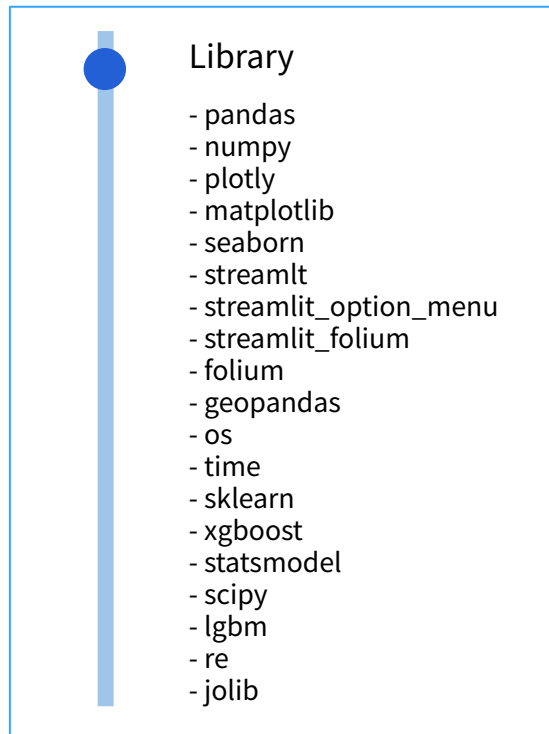 Library
- pandas
- numpy
- plotly
- matplotlib
- seaborn
- streamlt
- streamlit_option_menu
- streamlit_folium
- folium
- geopandas
- os
- time
- sklearn
- xgboost
- statsmodel
- scipy
- lgbm
- re
- jolib